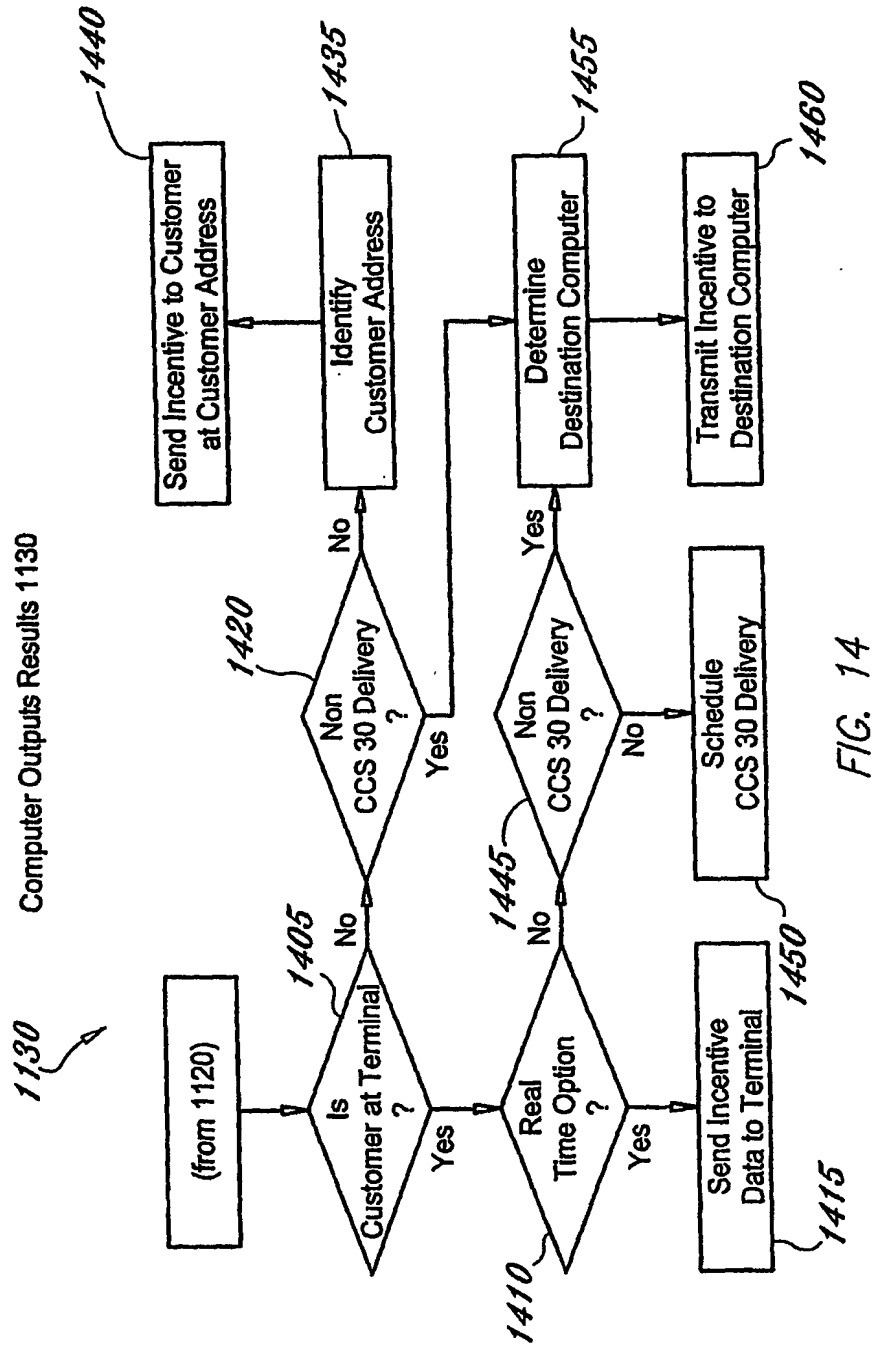 Computer Outputs Results 1130
1130
(from 1120)
Is
Customer at Terminal
?
1405
No
Yes
Non
CCS 30 Delivery
?
1420
No
Yes
Identify
Customer Address
1435
Send Incentive to Customer
at Customer Address
1440
Real
Time Option
?
1410
No
Yes
Non
CCS 30 Delivery
?
1445
Yes
No
Determine
Destination Computer
1455
Send Incentive
Data to Terminal
1415
Schedule
CCS 30 Delivery
1450
Transmit Incentive to
Destination Computer
1460
FIG. 14